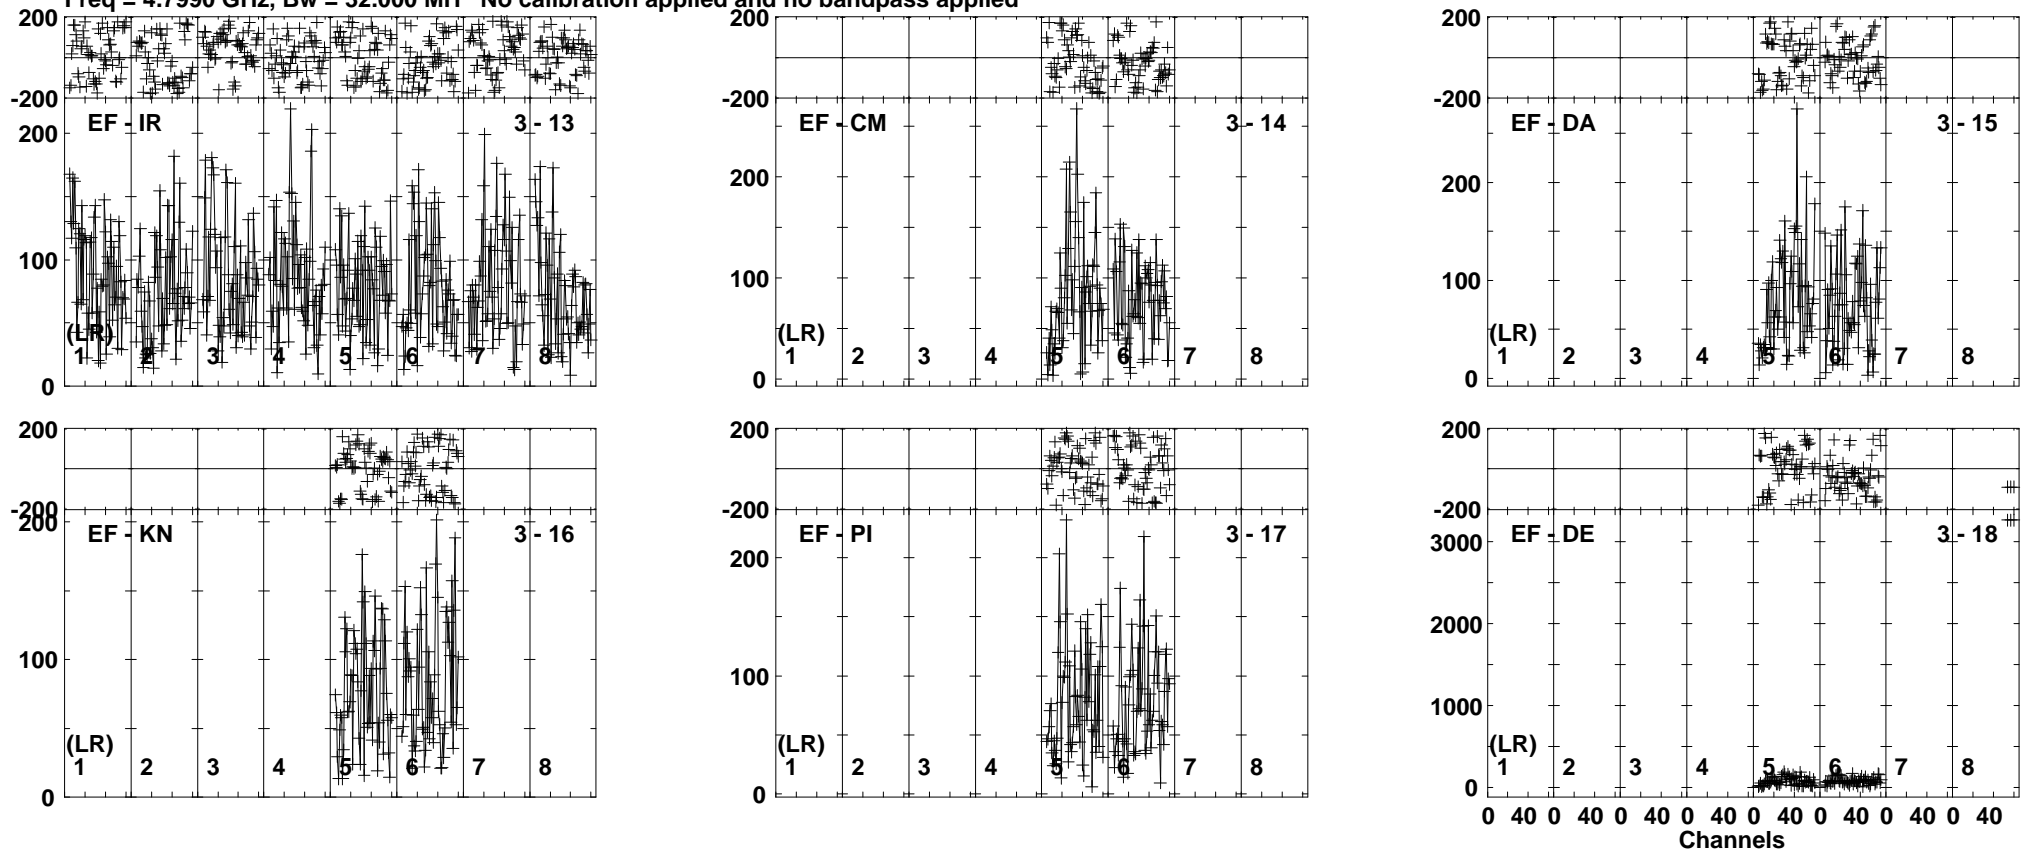 Freq = 4.7990 GHz, Bw = 32.000 MH No calibration applied and no bandpass applied
200 200 200
-200 -200 -200
EF - IR 3 - 13 EF - CM 3 - 14 EF - DA 3 - 15
200 200 200
100 100 100
(LR) (LR) (LR)
1 2 3 4 5 6 7 8 1 2 3 4 5 6 7 8 1 2 3 4 5 6 7 8
0 0 0
200 200 200
-200 -200 -200
200
EF - KN 3 - 16 EF - PI 3 - 17 EF - DE 3 - 18
200 3000
100 100 2000
1000
(LR) (LR) (LR)
1 2 3 4 5 6 7 8 1 2 3 4 5 6 7 8 1 2 3 4 5 6 7 8
0 0 0
0 40 0 40 0 40 0 40 0 40 0 40 0 40 0 40
Channels